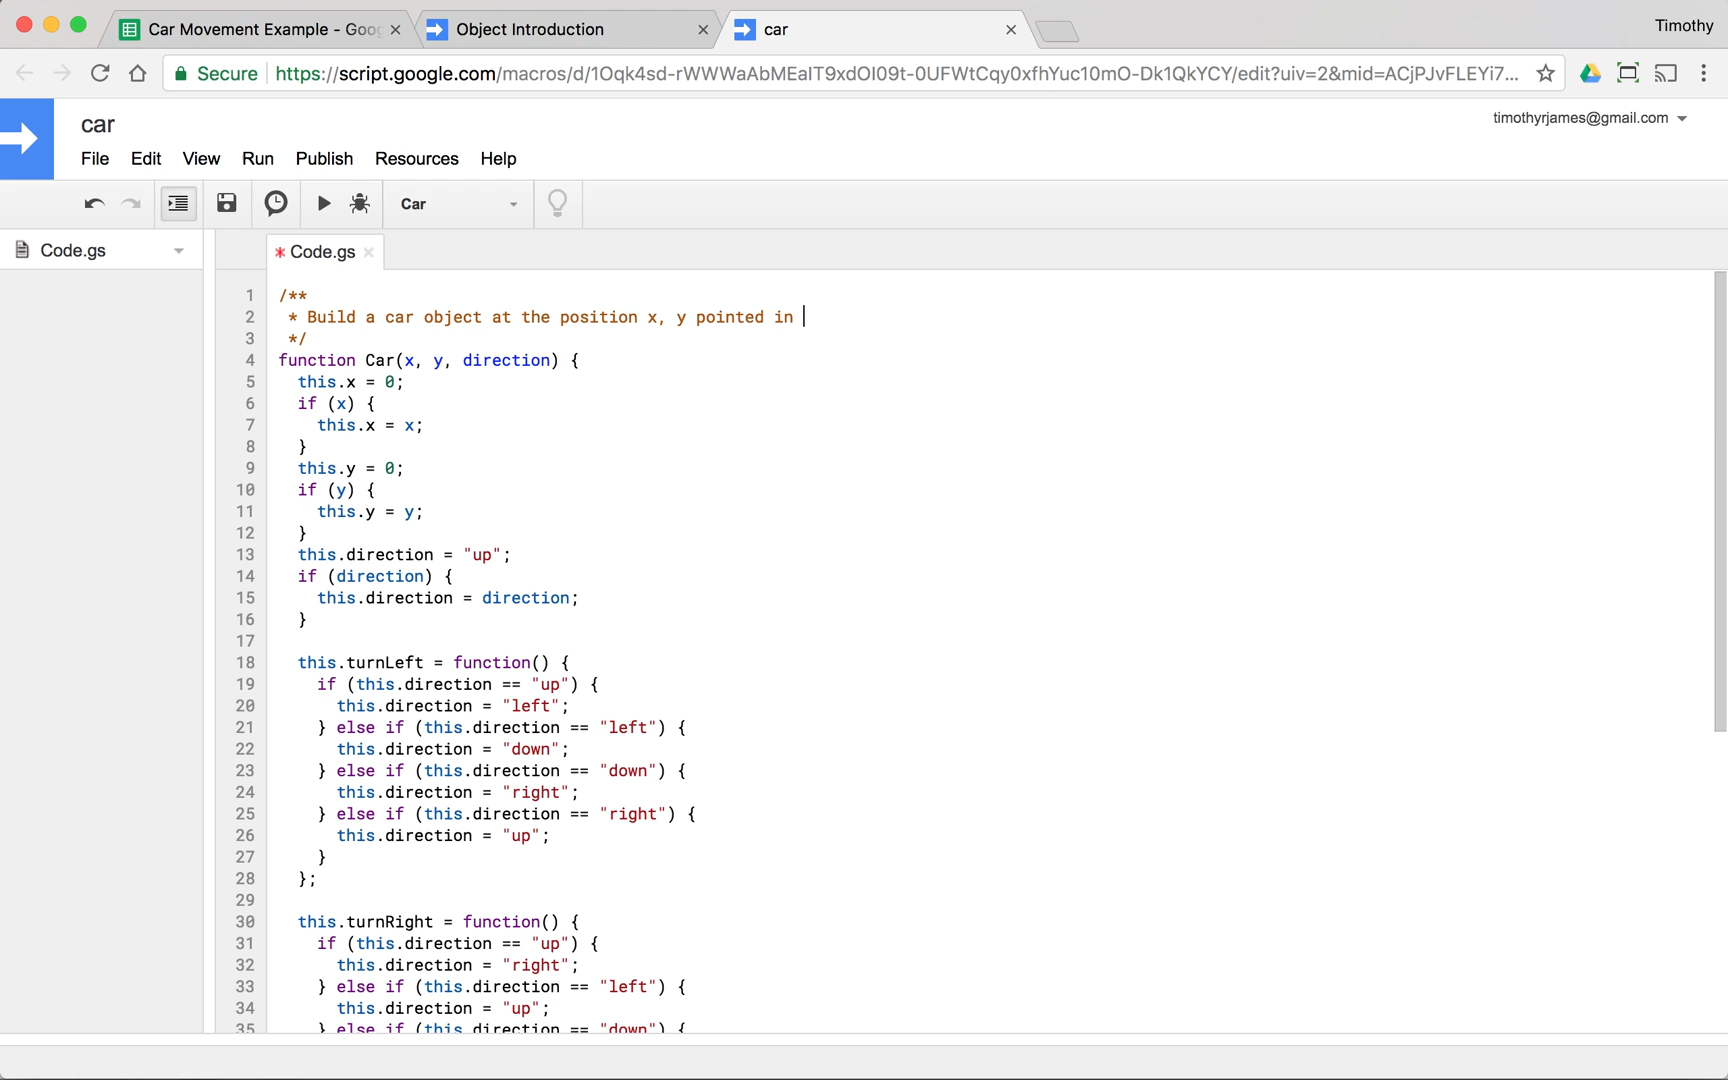 Car Movement Example - Goog
Object Introduction
car
Timothy
Secure https://script.google.com/macros/d/1Oqk4sd-rWWWaAbMEaIT9xdOI09t-0UFWtCqy0xfhYuc10mO-Dk1QkYCY/edit?uiv=2&mid=ACjPJvFLEYi7...
car
timothyrjames@gmail.com
File Edit View Run Publish Resources Help
Car
Code.gs
* Code.gs
1 /**
2 * Build a car object at the position x, y pointed in
3 */
4 function Car(x, y, direction) {
5 this.x = 0;
6 if (x) {
7 this.x = x;
8 }
9 this.y = 0;
10 if (y) {
11 this.y = y;
12 }
13 this.direction = "up";
14 if (direction) {
15 this.direction = direction;
16 }
17
18 this.turnLeft = function() {
19 if (this.direction == "up") {
20 this.direction = "left";
21 } else if (this.direction == "left") {
22 this.direction = "down";
23 } else if (this.direction == "down") {
24 this.direction = "right";
25 } else if (this.direction == "right") {
26 this.direction = "up";
27 }
28 };
29
30 this.turnRight = function() {
31 if (this.direction == "up") {
32 this.direction = "right";
33 } else if (this.direction == "left") {
34 this.direction = "up";
35 } else if (this.direction == "down") {